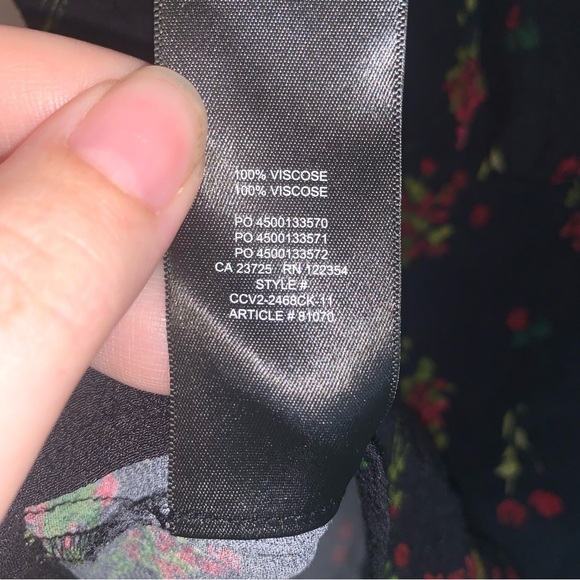 100% VISCOSE
100% VISCOSE
PO 4500133570
PO 4500133571
PO 4500133572
CA 23725 RN 122354
STYLE #
CCV2-2468CK-11
ARTICLE # 81070